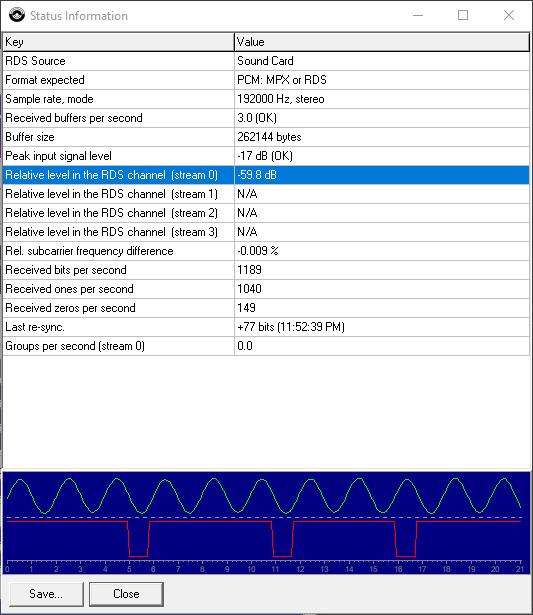 Status Information
Key Value
RDS Source Sound Card
Format expected PCM: MPX or RDS
Sample rate, mode 192000 Hz, stereo
Received buffers per second 3.0 (OK)
Buffer size 262144 bytes
Peak input signal level -17 dB (OK)
Relative level in the RDS channel (stream 0) -59.8 dB
Relative level in the RDS channel (stream 1) N/A
Relative level in the RDS channel (stream 2) N/A
Relative level in the RDS channel (stream 3) N/A
Rel. subcarrier frequency difference -0.009 %
Received bits per second 1189
Received ones per second 1040
Received zeros per second 149
Last re-sync. +77 bits (11:52:39 PM)
Groups per second (stream 0) 0.0
0 1 2 3 4 5 6 7 8 9 10 11 12 13 14 15 16 17 18 19 20 21
Save... Close